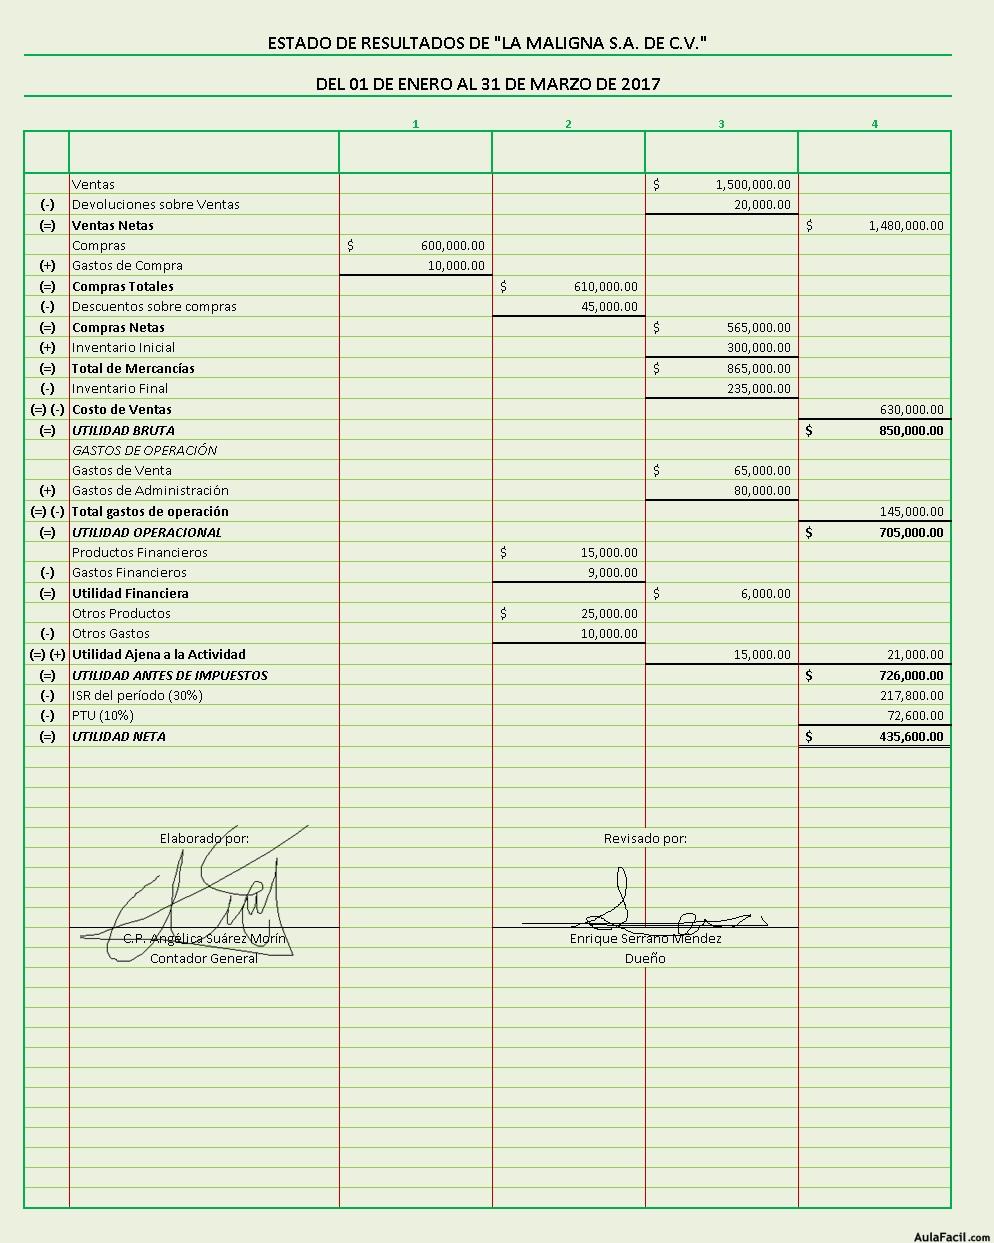 ESTADO DE RESULTADOS DE "LA MALIGNA S.A. DE C.V."
DEL 01 DE ENERO AL 31 DE MARZO DE 2017
1 2 3 4
Ventas $ 1,500,000.00
(-) Devoluciones sobre Ventas 20,000.00
(=) Ventas Netas $ 1,480,000.00
Compras $ 600,000.00
(+) Gastos de Compra 10,000.00
(=) Compras Totales $ 610,000.00
(-) Descuentos sobre compras 45,000.00
(=) Compras Netas $ 565,000.00
(+) Inventario Inicial 300,000.00
(=) Total de Mercancías $ 865,000.00
(-) Inventario Final 235,000.00
(=) (-) Costo de Ventas 630,000.00
(=) UTILIDAD BRUTA $ 850,000.00
GASTOS DE OPERACIÓN
Gastos de Venta $ 65,000.00
(+) Gastos de Administración 80,000.00
(=) (-) Total gastos de operación 145,000.00
(=) UTILIDAD OPERACIONAL $ 705,000.00
Productos Financieros $ 15,000.00
(-) Gastos Financieros 9,000.00
(=) Utilidad Financiera $ 6,000.00
Otros Productos $ 25,000.00
(-) Otros Gastos 10,000.00
(=) (+) Utilidad Ajena a la Actividad 15,000.00 21,000.00
(=) UTILIDAD ANTES DE IMPUESTOS $ 726,000.00
(-) ISR del período (30%) 217,800.00
(-) PTU (10%) 72,600.00
(=) UTILIDAD NETA $ 435,600.00
Elaborado por: Revisado por:
C.P. Angélica Suárez Morín Enrique Serrano Méndez
Contador General Dueño
AulaFacil.com